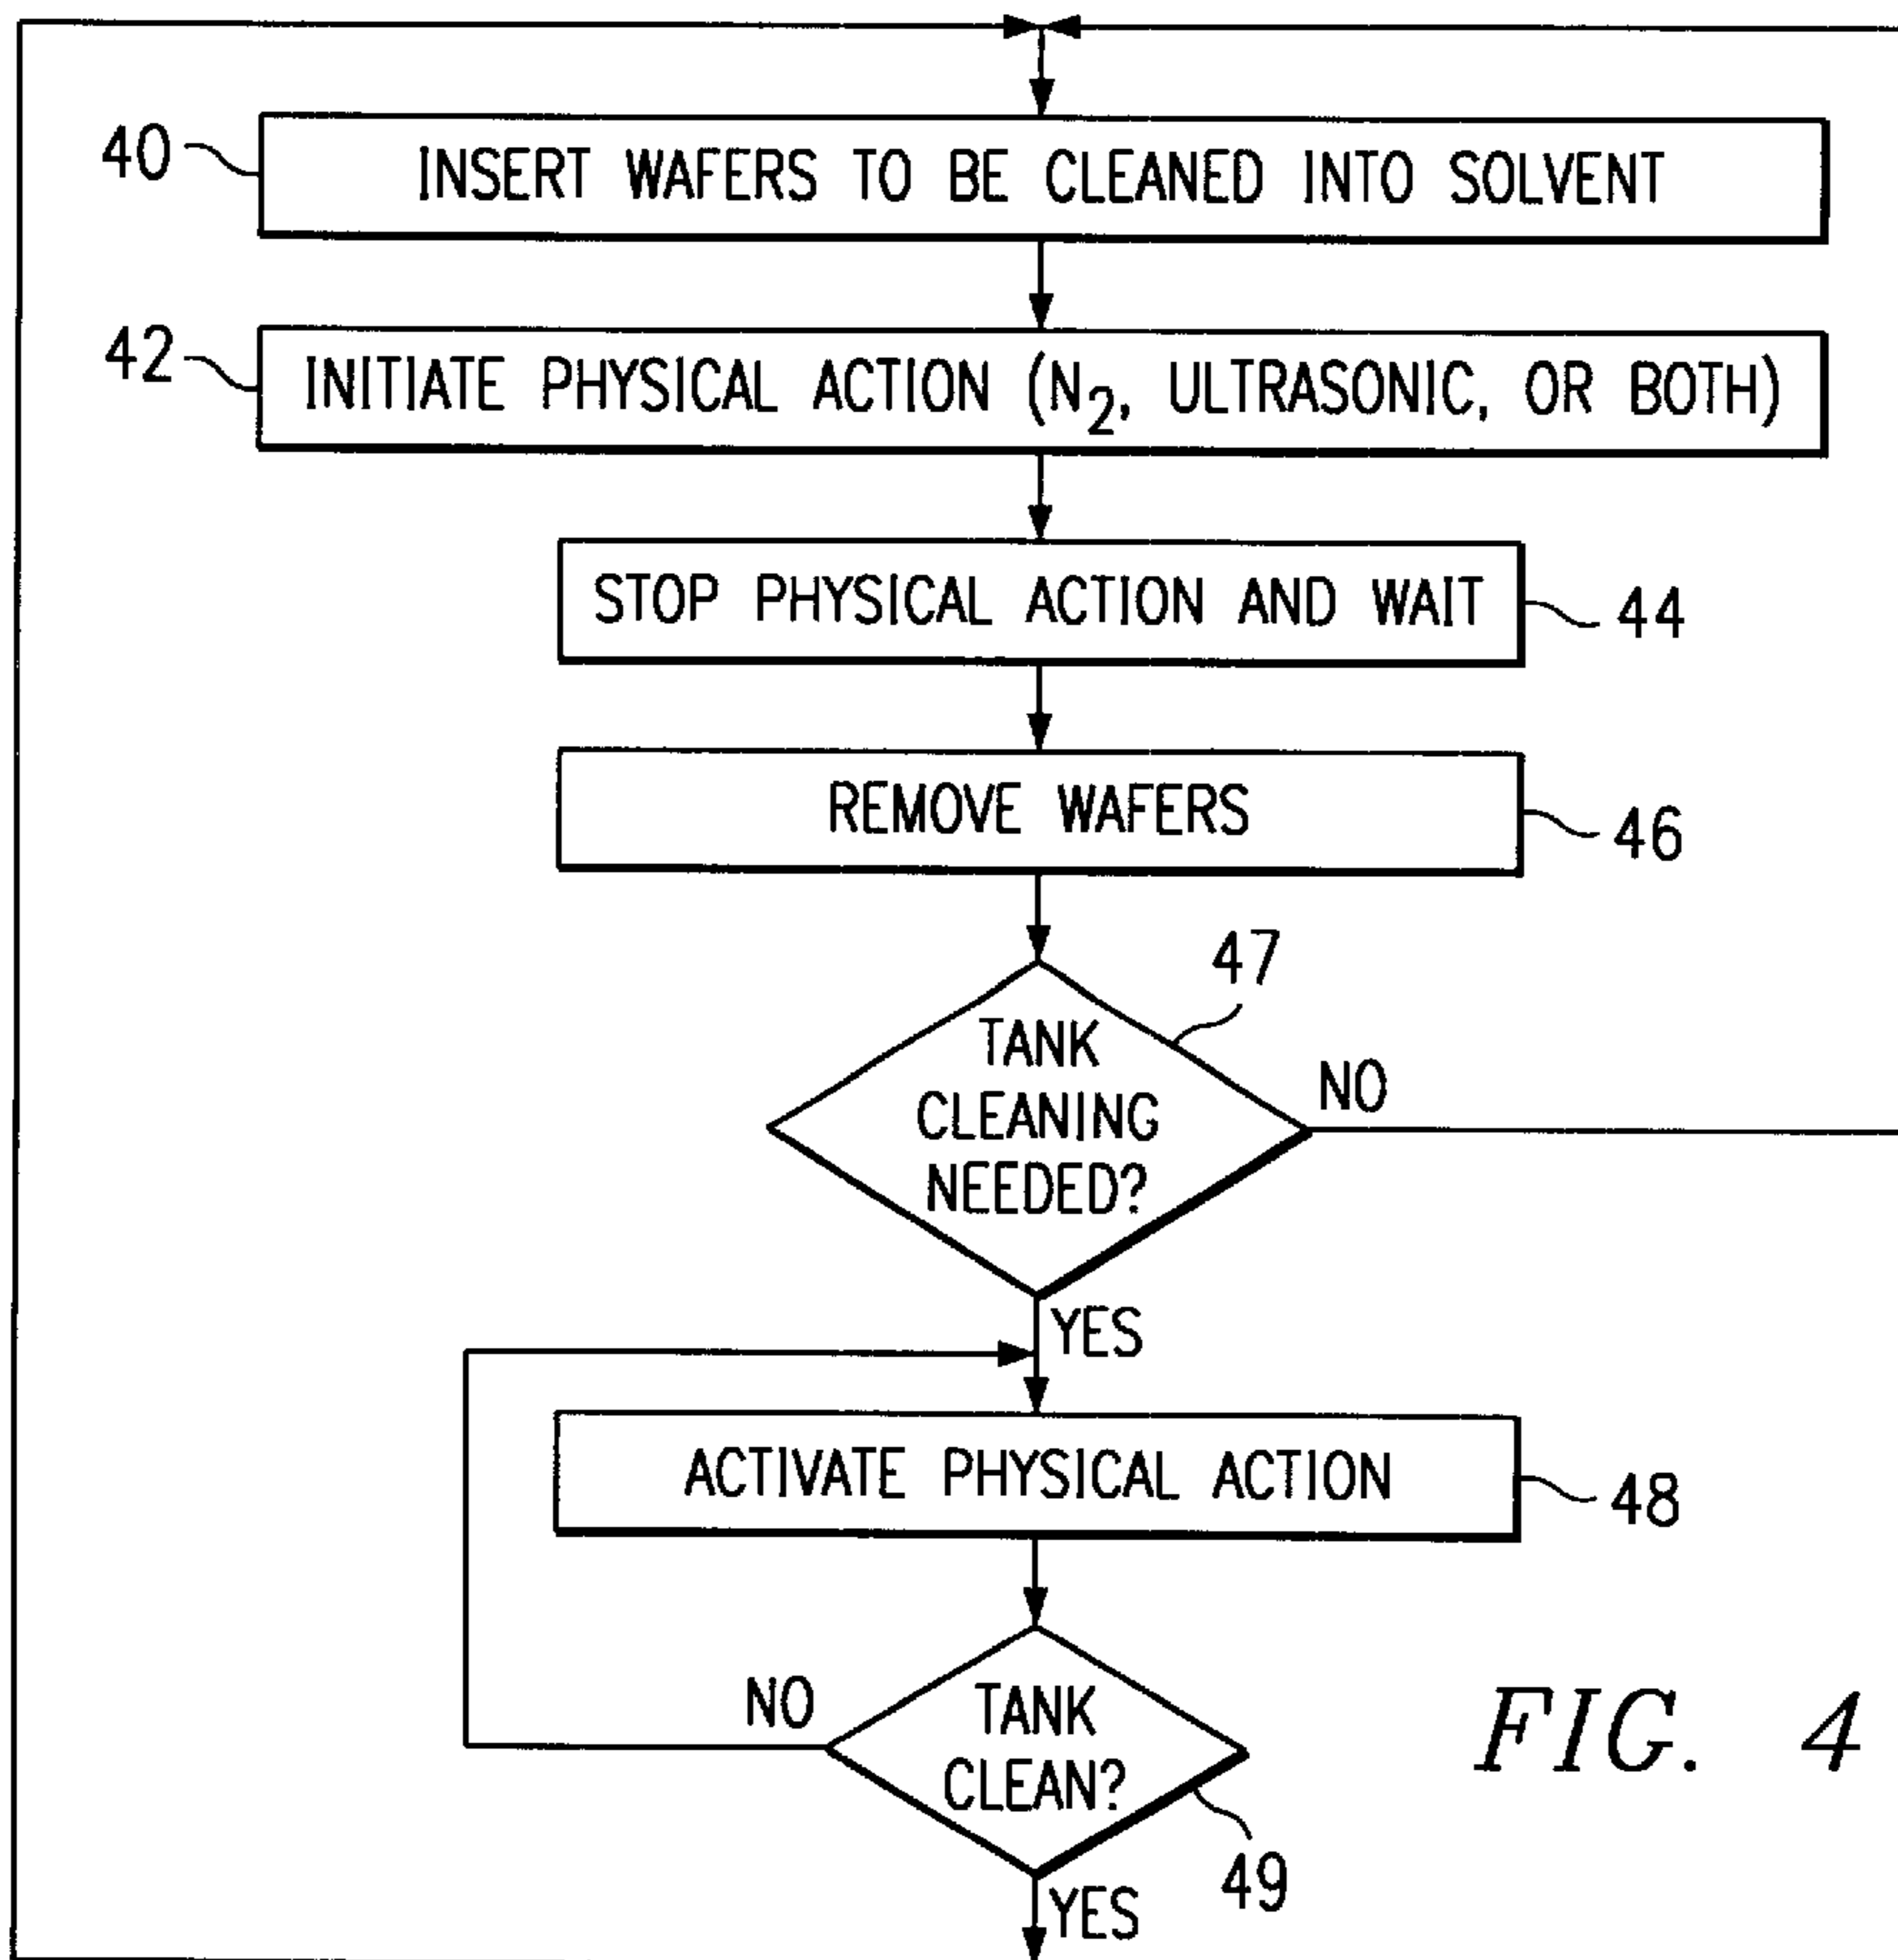 40
INSERT WAFERS TO BE CLEANED INTO SOLVENT
42
INITIATE PHYSICAL ACTION (N2, ULTRASONIC, OR BOTH)
STOP PHYSICAL ACTION AND WAIT
44
REMOVE WAFERS
46
47
TANK
CLEANING
NEEDED?
NO
YES
ACTIVATE PHYSICAL ACTION
48
NO
TANK
CLEAN?
49
YES
FIG. 4